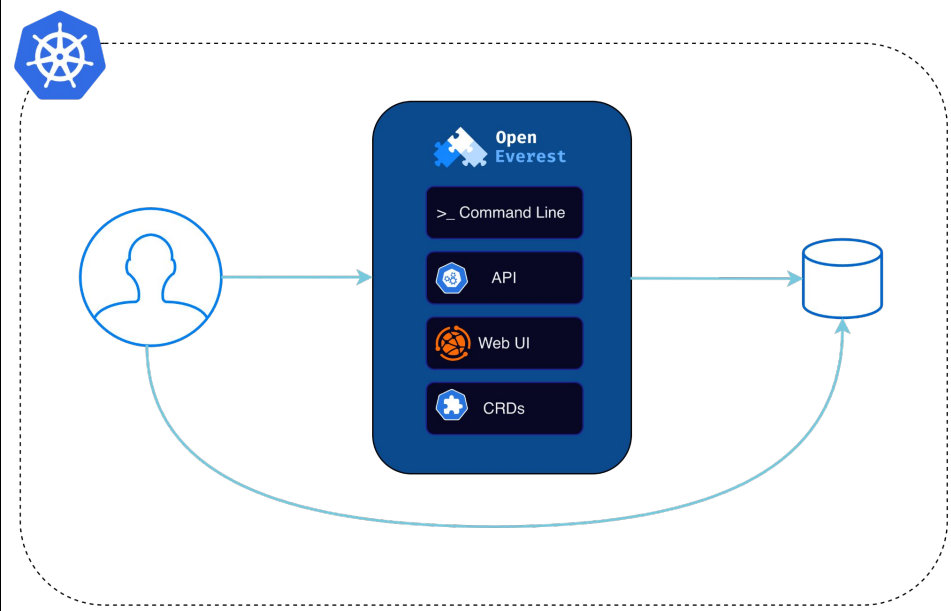 Open
Everest
>_ Command Line
API
Web UI
CRDs